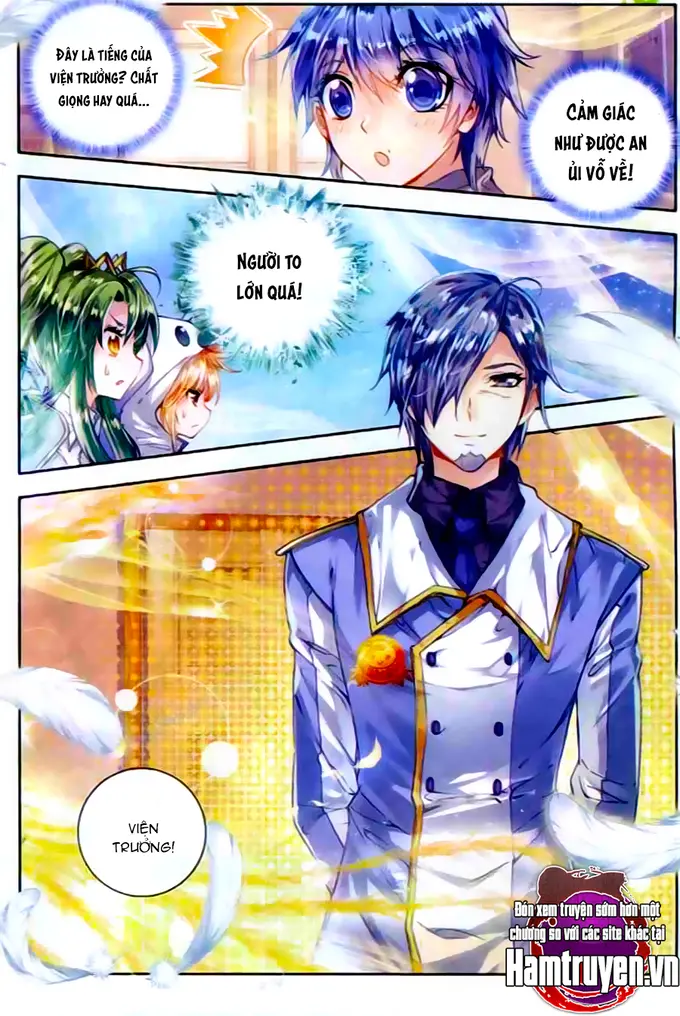 ĐÂY LÀ TIẾNG CỦA
VIỆN TRƯỞNG? CHẤT
GIỌNG HAY QUÁ...
CẢM GIÁC
NHƯ ĐƯỢC AN
ỦI VỖ VỀ!
NGƯỜI TO
LỚN QUÁ!
VIỆN
TRƯỞNG!
Đón xem truyện sớm hơn một
chương so với các site khác tại
Hamtruyen.vn